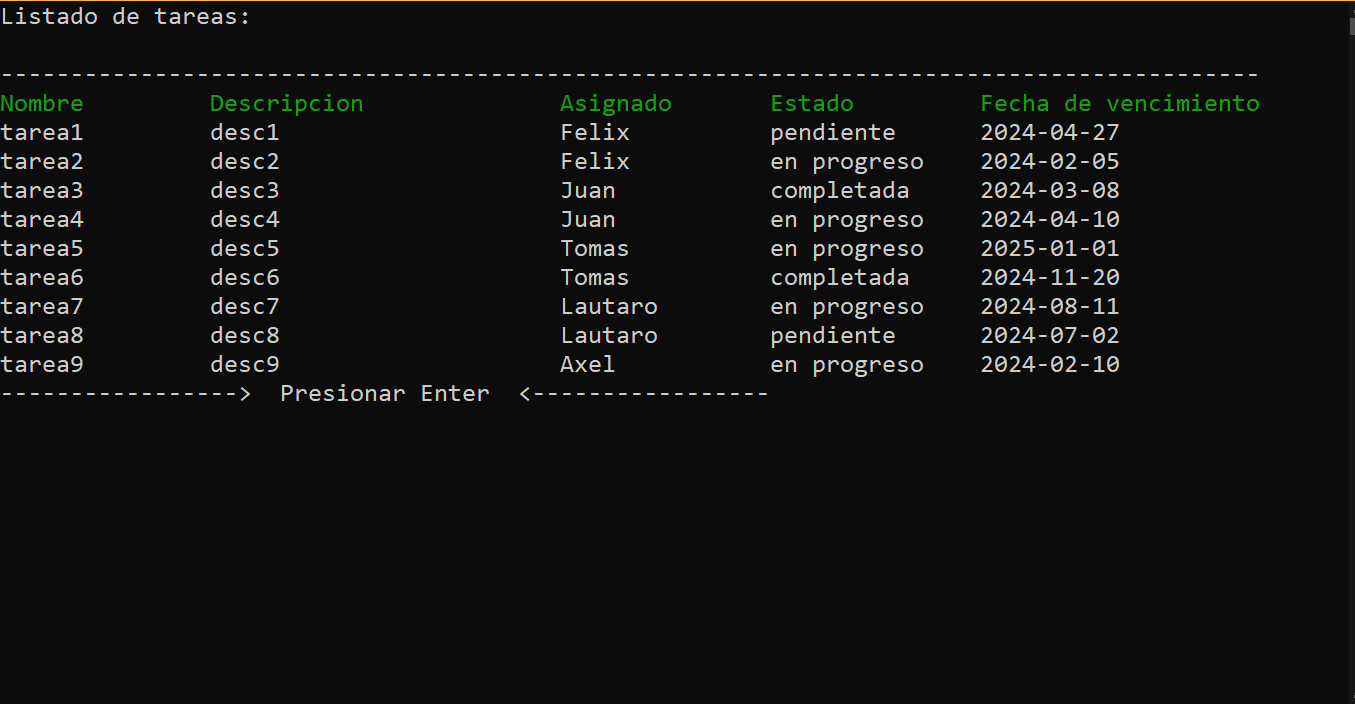 Listado de tareas:
------------------------------------------------------------------------------------------
Nombre         Descripcion              Asignado       Estado         Fecha de vencimiento
tarea1         desc1                    Felix          pendiente      2024-04-27
tarea2         desc2                    Felix          en progreso    2024-02-05
tarea3         desc3                    Juan           completada     2024-03-08
tarea4         desc4                    Juan           en progreso    2024-04-10
tarea5         desc5                    Tomas          en progreso    2025-01-01
tarea6         desc6                    Tomas          completada     2024-11-20
tarea7         desc7                    Lautaro        en progreso    2024-08-11
tarea8         desc8                    Lautaro        pendiente      2024-07-02
tarea9         desc9                    Axel           en progreso    2024-02-10
----------------->  Presionar Enter  <-----------------